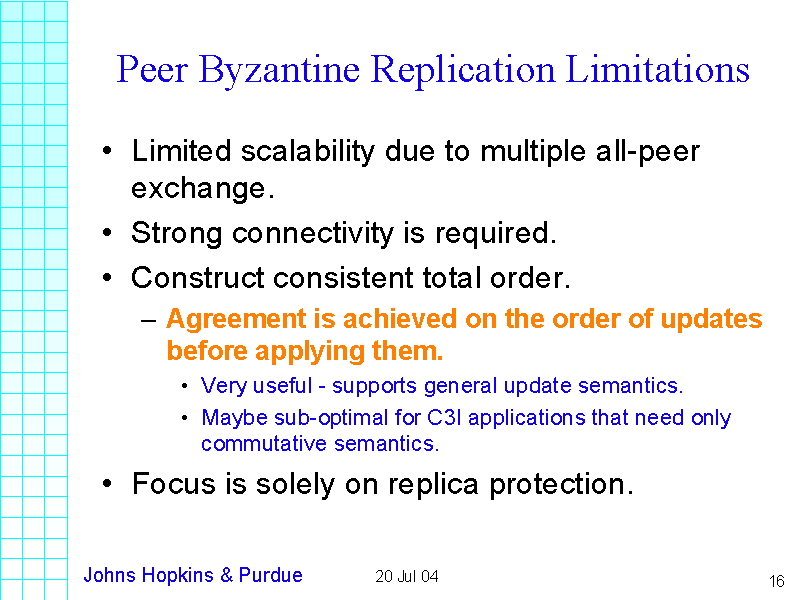 Peer Byzantine Replication Limitations
• Limited scalability due to multiple all-peer
exchange.
• Strong connectivity is required.
• Construct consistent total order.
– Agreement is achieved on the order of updates
before applying them.
• Very useful - supports general update semantics.
• Maybe sub-optimal for C3I applications that need only
commutative semantics.
• Focus is solely on replica protection.
Johns Hopkins & Purdue 20 Jul 04 16